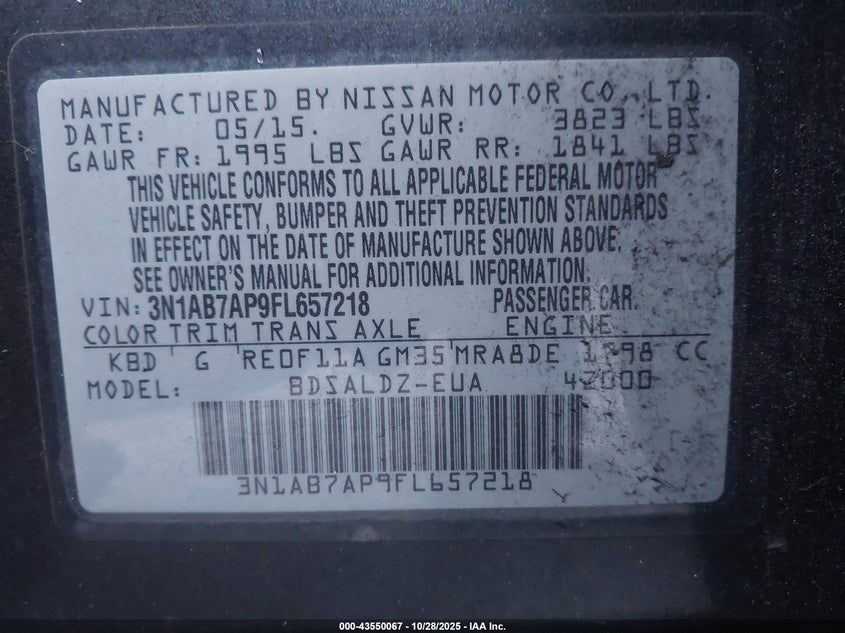 MANUFACTURED BY NISSAN MOTOR CO., LTD.
DATE: 05/15. GVWR: 3823 LBS
GAWR FR: 1995 LBS GAWR RR: 1841 LBS
THIS VEHICLE CONFORMS TO ALL APPLICABLE FEDERAL MOTOR
VEHICLE SAFETY, BUMPER AND THEFT PREVENTION STANDARDS
IN EFFECT ON THE DATE OF MANUFACTURE SHOWN ABOVE.
SEE OWNER'S MANUAL FOR ADDITIONAL INFORMATION.
VIN: 3N1AB7AP9FL657218 PASSENGER CAR.
COLOR TRIM TRANS AXLE ENGINE
KBD G RE0F11A GM35 MRA8DE 1798 CC
MODEL: BDSALDZ-EUA 42000
3N1AB7AP9FL657218
000-43550067 - 10/28/2025 - IAA Inc.